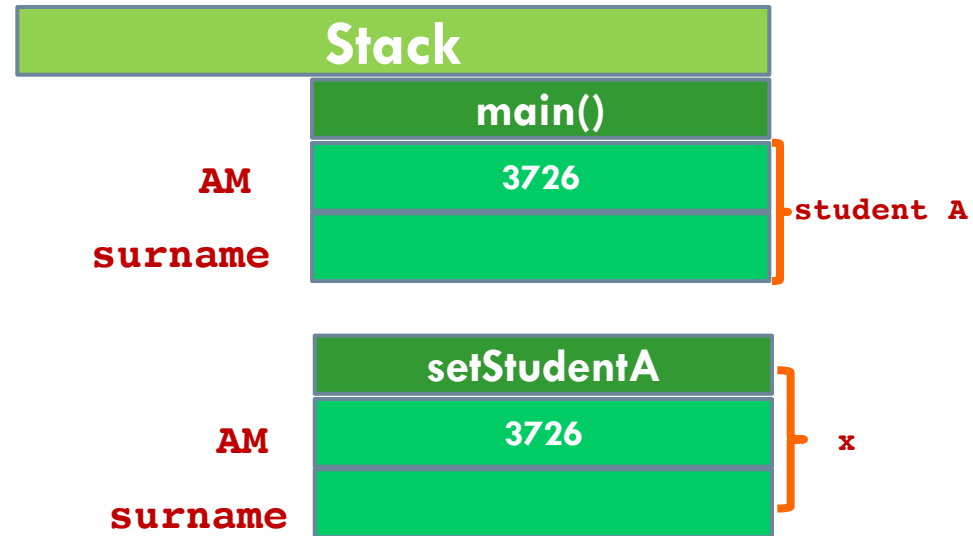 Stack
main()
AM 3726
student A
surname
setStudentA
AM 3726 x
surname